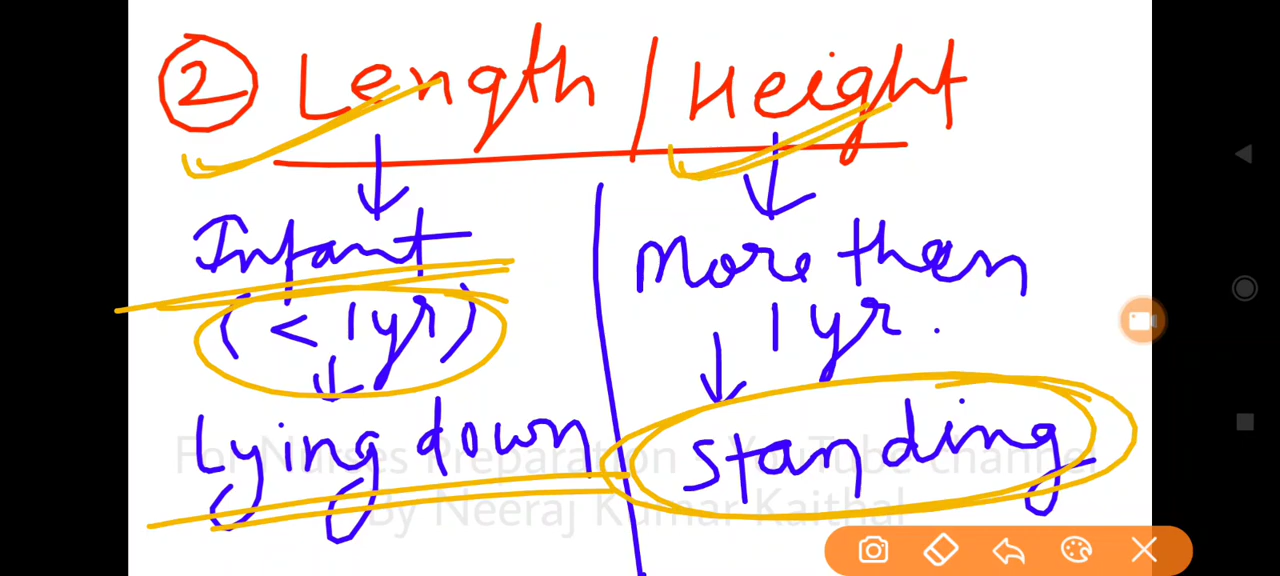 2 Length / Height
Infant
(< 1yr)
Lying down
More then
1 yr.
standing
For Nurses Preparation YouTube channel
By Neeraj Kumar Kaithal